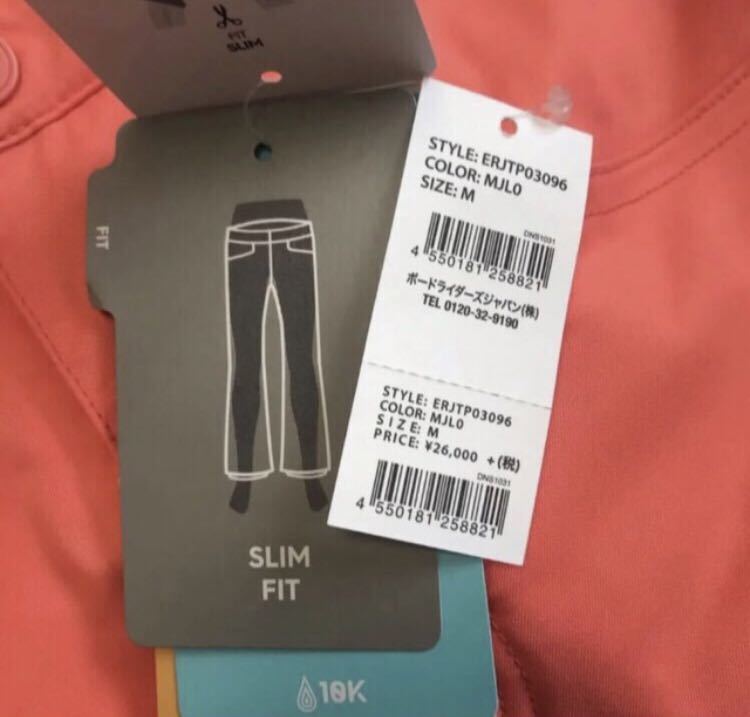 FIT
SLIM
FIT
SLIM
FIT
10K
STYLE: ERJTP03096
COLOR: MJL0
SIZE: M
DNS1031
4 550181 258821
ボードライダーズジャパン(株)
TEL 0120-32-9190
STYLE: ERJTP03096
COLOR: MJL0
SIZE: M
PRICE: ¥26,000 +(税)
DNS1031
4 550181 258821